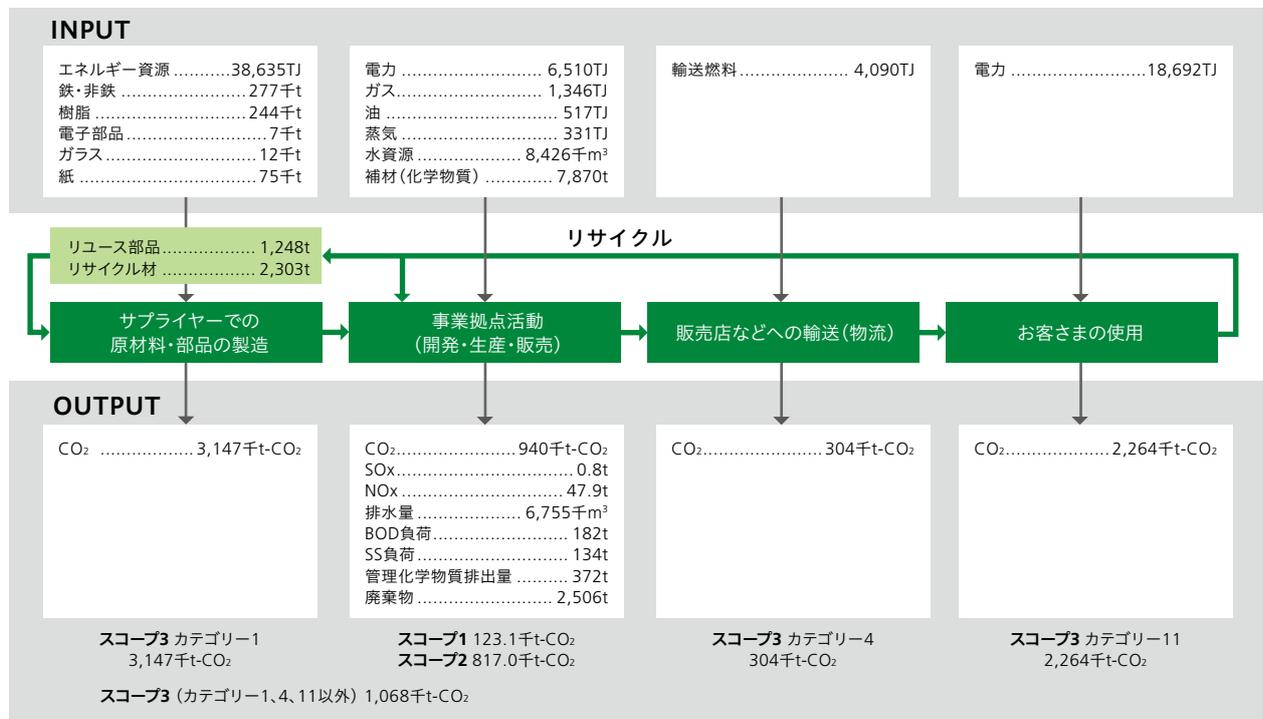 INPUT
エネルギー資源 ...........38,635TJ
鉄・非鉄 .........................277千t
樹脂 ..............................244千t
電子部品.............................7千t
ガラス ...............................12千t
紙 ...................................75千t
電力 ........................ 6,510TJ
ガス......................... 1,346TJ
油 .............................. 517TJ
蒸気 ........................... 331TJ
水資源 ................ 8,426千m³
補材（化学物質） ............ 7,870t
輸送燃料................. 4,090TJ
電力 .......................18,692TJ
リサイクル
リユース部品............... 1,248t
リサイクル材 ............... 2,303t
サプライヤーでの
原材料・部品の製造
事業拠点活動
（開発・生産・販売）
販売店などへの輸送（物流）
お客さまの使用
OUTPUT
CO₂ ..................3,147千t-CO₂
CO₂.....................940千t-CO₂
SOx................................ 0.8t
NOx ............................. 47.9t
排水量 .................... 6,755千m³
BOD負荷.......................... 182t
SS負荷............................. 134t
管理化学物質排出量 .......... 372t
廃棄物 .......................... 2,506t
CO₂.......................304千t-CO₂
CO₂....................2,264千t-CO₂
スコープ3 カテゴリー1
3,147千t-CO₂
スコープ1 123.1千t-CO₂
スコープ2 817.0千t-CO₂
スコープ3 カテゴリー4
304千t-CO₂
スコープ3 カテゴリー11
2,264千t-CO₂
スコープ3（カテゴリー1、4、11以外）1,068千t-CO₂